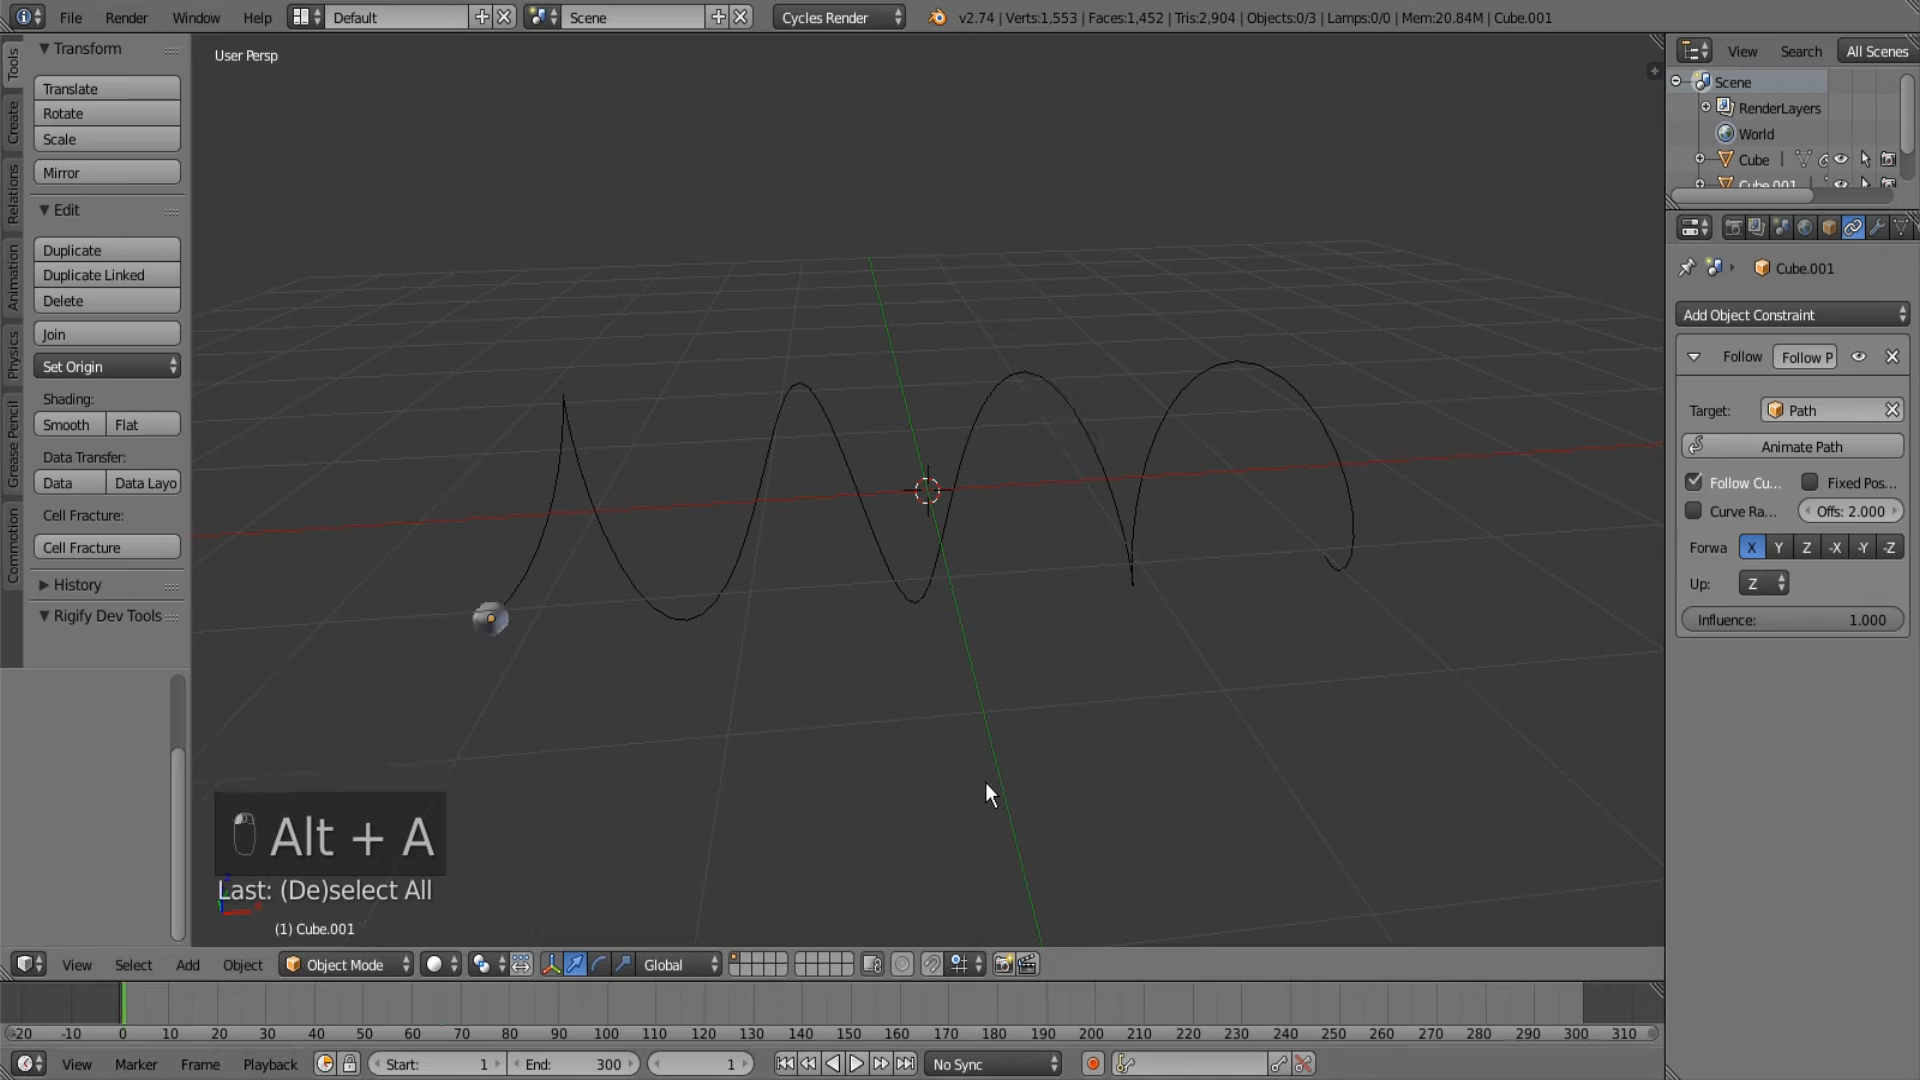 File Render Window Help Default Scene Cycles Render v2.74 | Verts:1,553 | Faces:1,452 | Tris:2,904 | Objects:0/3 | Lamps:0/0 | Mem:20.84M | Cube.001
Tools
Create
Relations
Animation
Physics
Grease Pencil
Commotion
Transform
Translate
Rotate
Scale
Mirror
Edit
Duplicate
Duplicate Linked
Delete
Join
Set Origin
Shading:
Smooth Flat
Data Transfer:
Data Data Layo
Cell Fracture:
Cell Fracture
History
Rigify Dev Tools
User Persp
Alt + A
Last: (De)select All
(1) Cube.001
View Search All Scenes
Scene
RenderLayers
World
Cube
Cube.001
Cube.001
Add Object Constraint
Follow Follow P
Target: Path
Animate Path
Follow Cu... Fixed Pos...
Curve Ra... Offs: 2.000
Forwa X Y Z -X -Y -Z
Up: Z
Influence: 1.000
View Select Add Object Object Mode Global
-20 -10 0 10 20 30 40 50 60 70 80 90 100 110 120 130 140 150 160 170 180 190 200 210 220 230 240 250 260 270 280 290 300 310
View Marker Frame Playback Start: 1 End: 300 1 No Sync